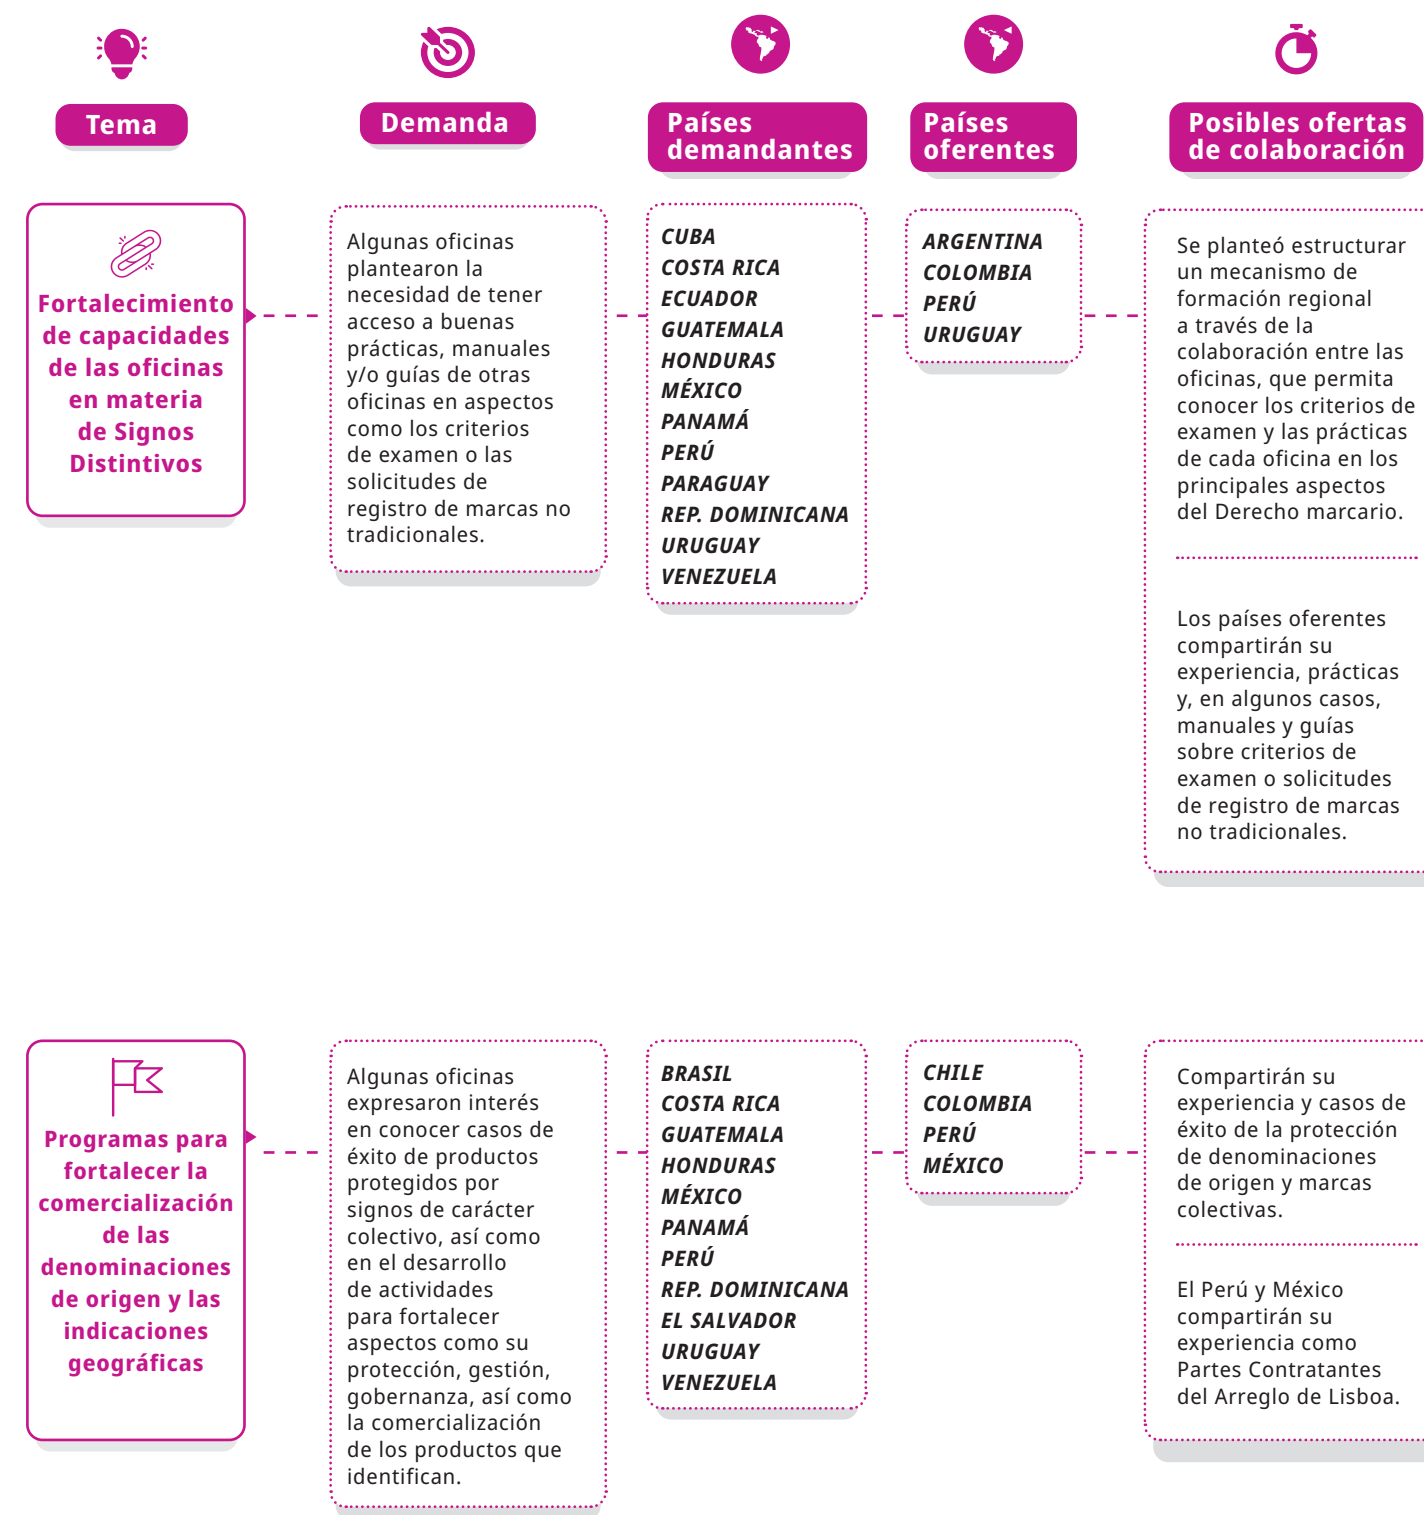 Tema
Demanda
Países
demandantes
Países
oferentes
Posibles ofertas
de colaboración
Fortalecimiento
de capacidades
de las oficinas
en materia
de Signos
Distintivos
Algunas oficinas
plantearon la
necesidad de tener
acceso a buenas
prácticas, manuales
y/o guías de otras
oficinas en aspectos
como los criterios
de examen o las
solicitudes de
registro de marcas no
tradicionales.
CUBA
COSTA RICA
ECUADOR
GUATEMALA
HONDURAS
MÉXICO
PANAMÁ
PERÚ
PARAGUAY
REP. DOMINICANA
URUGUAY
VENEZUELA
ARGENTINA
COLOMBIA
PERÚ
URUGUAY
Se planteó estructurar
un mecanismo de
formación regional
a través de la
colaboración entre las
oficinas, que permita
conocer los criterios de
examen y las prácticas
de cada oficina en los
principales aspectos
del Derecho marcario.
Los países oferentes
compartirán su
experiencia, prácticas
y, en algunos casos,
manuales y guías
sobre criterios de
examen o solicitudes
de registro de marcas
no tradicionales.
Programas para
fortalecer la
comercialización
de las
denominaciones
de origen y las
indicaciones
geográficas
Algunas oficinas
expresaron interés
en conocer casos de
éxito de productos
protegidos por
signos de carácter
colectivo, así como
en el desarrollo
de actividades
para fortalecer
aspectos como su
protección, gestión,
gobernanza, así como
la comercialización
de los productos que
identifican.
BRASIL
COSTA RICA
GUATEMALA
HONDURAS
MÉXICO
PANAMÁ
PERÚ
REP. DOMINICANA
EL SALVADOR
URUGUAY
VENEZUELA
CHILE
COLOMBIA
PERÚ
MÉXICO
Compartirán su
experiencia y casos de
éxito de la protección
de denominaciones
de origen y marcas
colectivas.
El Perú y México
compartirán su
experiencia como
Partes Contratantes
del Arreglo de Lisboa.